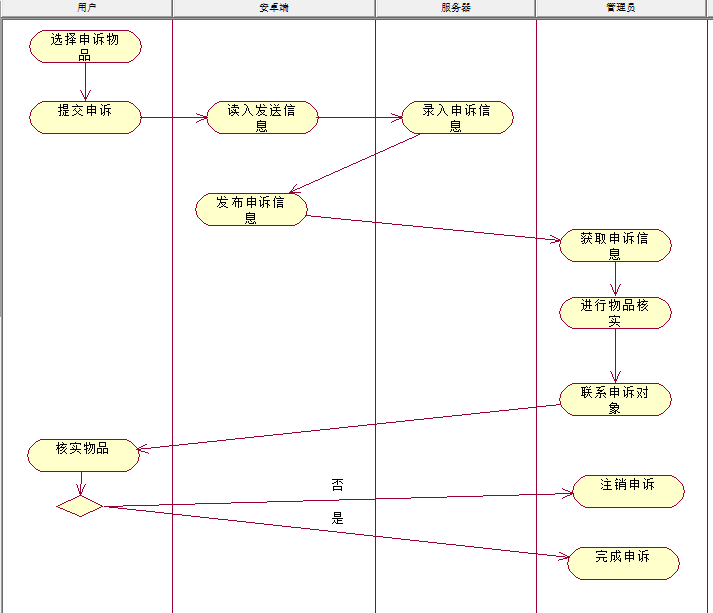 用户
安卓端
服务器
管理员
选择申诉物
品
提交申诉
读入发送信
息
录入申诉信
息
发布申诉信
息
获取申诉信
息
进行物品核
实
联系申诉对
象
核实物品
否
注销申诉
是
完成申诉